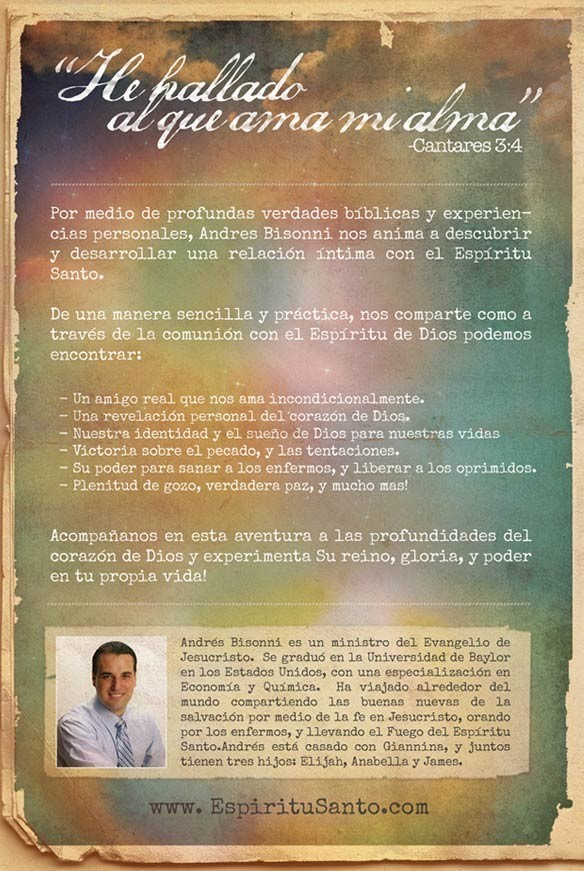 “He hallado
al que ama mi alma”
-Cantares 3:4
Por medio de profundas verdades bíblicas y experien-
cias personales, Andres Bisonni nos anima a descubrir
y desarrollar una relación íntima con el Espíritu
Santo.
De una manera sencilla y práctica, nos comparte como a
través de la comunión con el Espíritu de Dios podemos
encontrar:
- Un amigo real que nos ama incondicionalmente.
- Una revelación personal del corazón de Dios.
- Nuestra identidad y el sueño de Dios para nuestras vidas
- Victoria sobre el pecado, y las tentaciones.
- Su poder para sanar a los enfermos, y liberar a los oprimidos.
- Plenitud de gozo, verdadera paz, y mucho mas!
Acompañanos en esta aventura a las profundidades del
corazón de Dios y experimenta Su reino, gloria, y poder
en tu propia vida!
Andrés Bisonni es un ministro del Evangelio de
Jesucristo. Se graduó en la Universidad de Baylor
en los Estados Unidos, con una especialización en
Economía y Química. Ha viajado alrededor del
mundo compartiendo las buenas nuevas de la
salvación por medio de la fe en Jesucristo, orando
por los enfermos, y llevando el Fuego del Espíritu
Santo.Andrés está casado con Giannina, y juntos
tienen tres hijos: Elijah, Anabella y James.
www. EspirituSanto.com